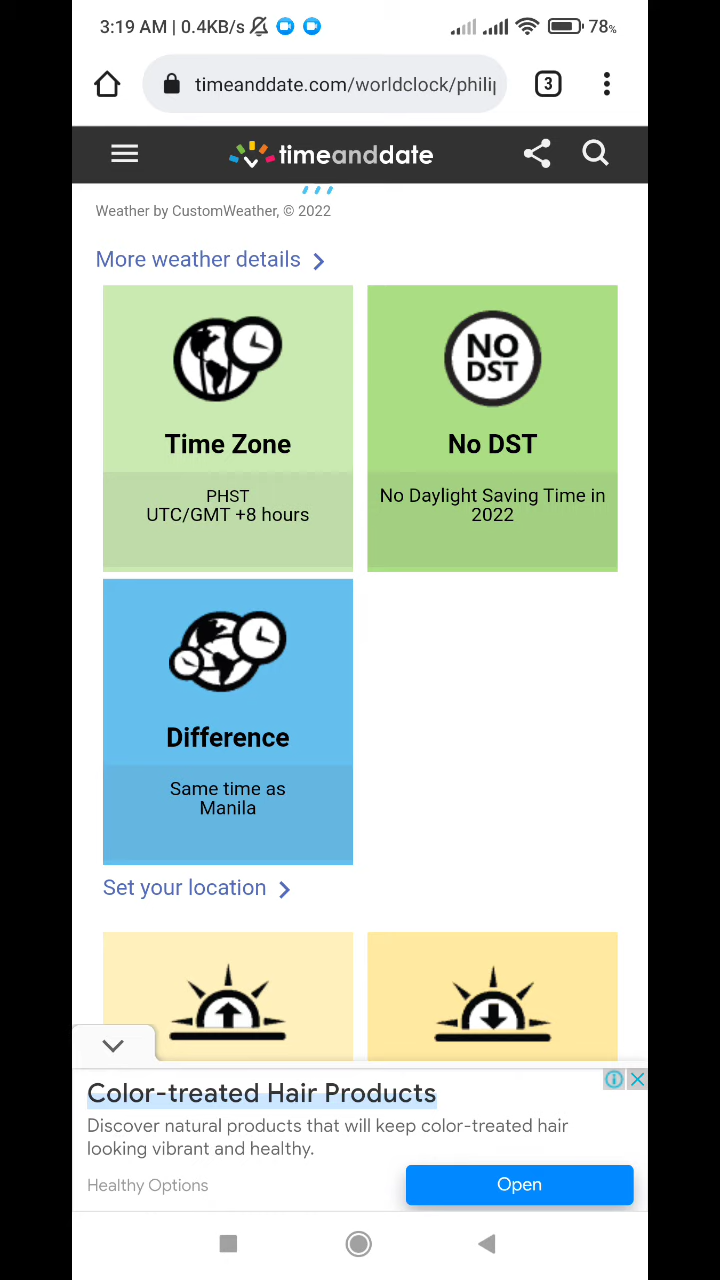 3:19 AM | 0.4KB/s 78%
timeanddate.com/worldclock/philip 3
timeanddate
Weather by CustomWeather, © 2022
More weather details
NO DST
Time Zone
PHST
UTC/GMT +8 hours
No DST
No Daylight Saving Time in
2022
Difference
Same time as
Manila
Set your location
Color-treated Hair Products
Discover natural products that will keep color-treated hair
looking vibrant and healthy.
Healthy Options
Open